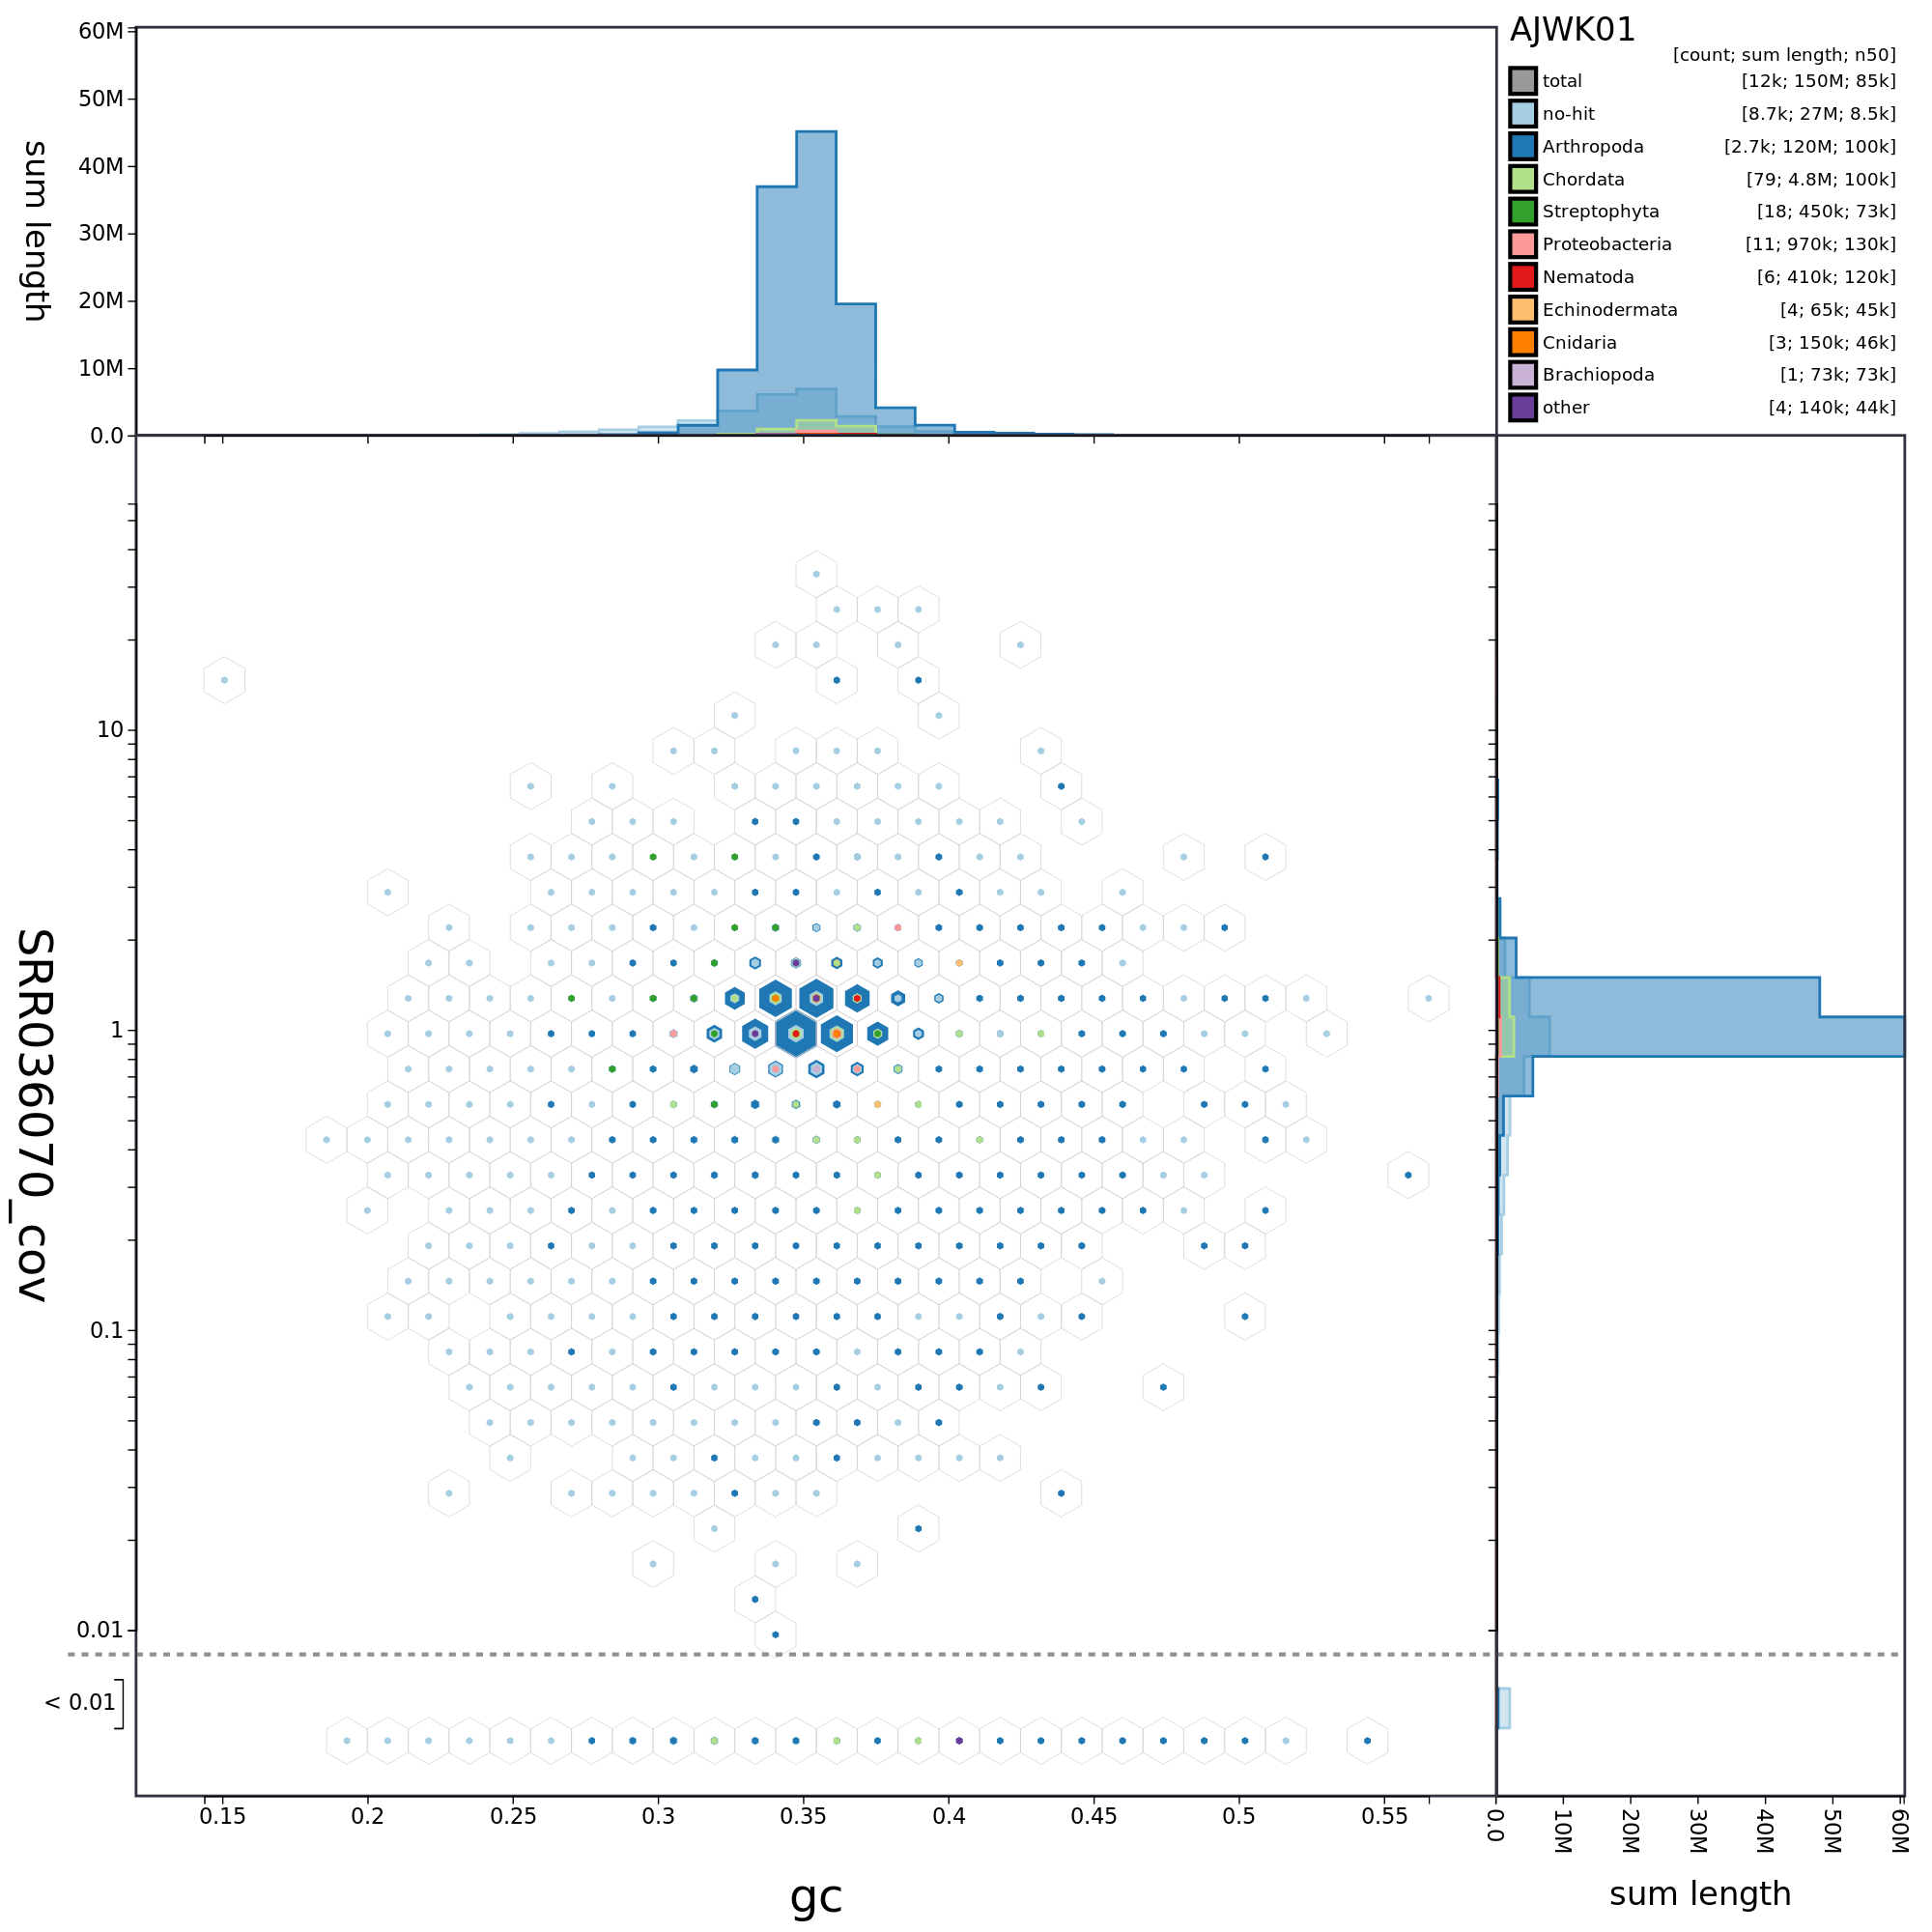 AJWK01
[count; sum length; n50]
total [12k; 150M; 85k]
no-hit [8.7k; 27M; 8.5k]
Arthropoda [2.7k; 120M; 100k]
Chordata [79; 4.8M; 100k]
Streptophyta [18; 450k; 73k]
Proteobacteria [11; 970k; 130k]
Nematoda [6; 410k; 120k]
Echinodermata [4; 65k; 45k]
Cnidaria [3; 150k; 46k]
Brachiopoda [1; 73k; 73k]
other [4; 140k; 44k]
sum length
60M
50M
40M
30M
20M
10M
0.0
SRR036070_cov
10
1
0.1
0.01
< 0.01
0.15 0.2 0.25 0.3 0.35 0.4 0.45 0.5 0.55
gc
0.0 10M 20M 30M 40M 50M 60M
sum length